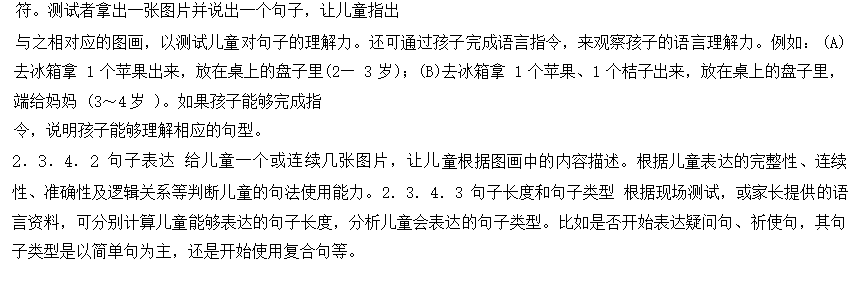 符。测试者拿出一张图片并说出一个句子，让儿童指出
与之相对应的图画，以测试儿童对句子的理解力。还可通过孩子完成语言指令，来观察孩子的语言理解力。例如：(A)
去冰箱拿 1 个苹果出来，放在桌上的盘子里(2— 3 岁)；(B)去冰箱拿 1 个苹果、1 个桔子出来，放在桌上的盘子里，
端给妈妈 (3～4 岁 )。如果孩子能够完成指
令，说明孩子能够理解相应的句型。
2. 3. 4. 2 句子表达 给儿童一个或连续几张图片，让儿童根据图画中的内容描述。根据儿童表达的完整性、连续
性、准确性及逻辑关系等判断儿童的句法使用能力。2. 3. 4. 3 句子长度和句子类型 根据现场测试，或家长提供的语
言资料，可分别计算儿童能够表达的句子长度，分析儿童会表达的句子类型。比如是否开始表达疑问句、祈使句，其句
子类型是以简单句为主，还是开始使用复合句等。